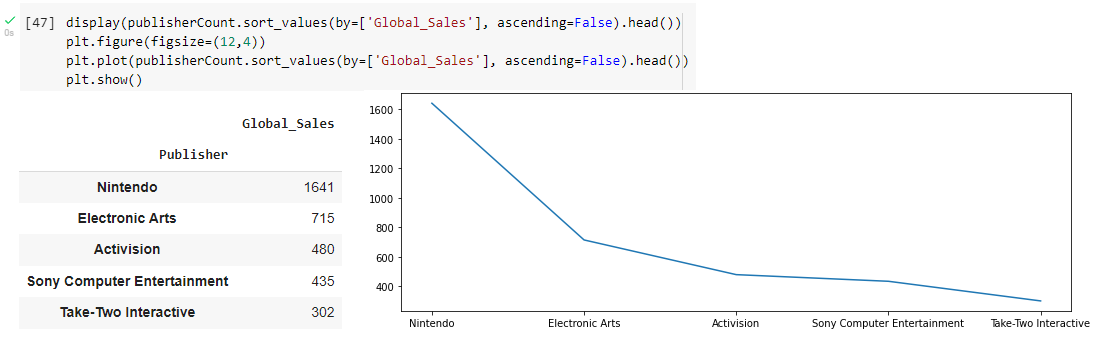 [47] display(publisherCount.sort_values(by=['Global_Sales'], ascending=False).head())
0s
plt.figure(figsize=(12,4))
plt.plot(publisherCount.sort_values(by=['Global_Sales'], ascending=False).head())
plt.show()
Global_Sales
Publisher
Nintendo 1641
Electronic Arts 715
Activision 480
Sony Computer Entertainment 435
Take-Two Interactive 302
1600
1400
1200
1000
800
600
400
Nintendo Electronic Arts Activision Sony Computer Entertainment Take-Two Interactive